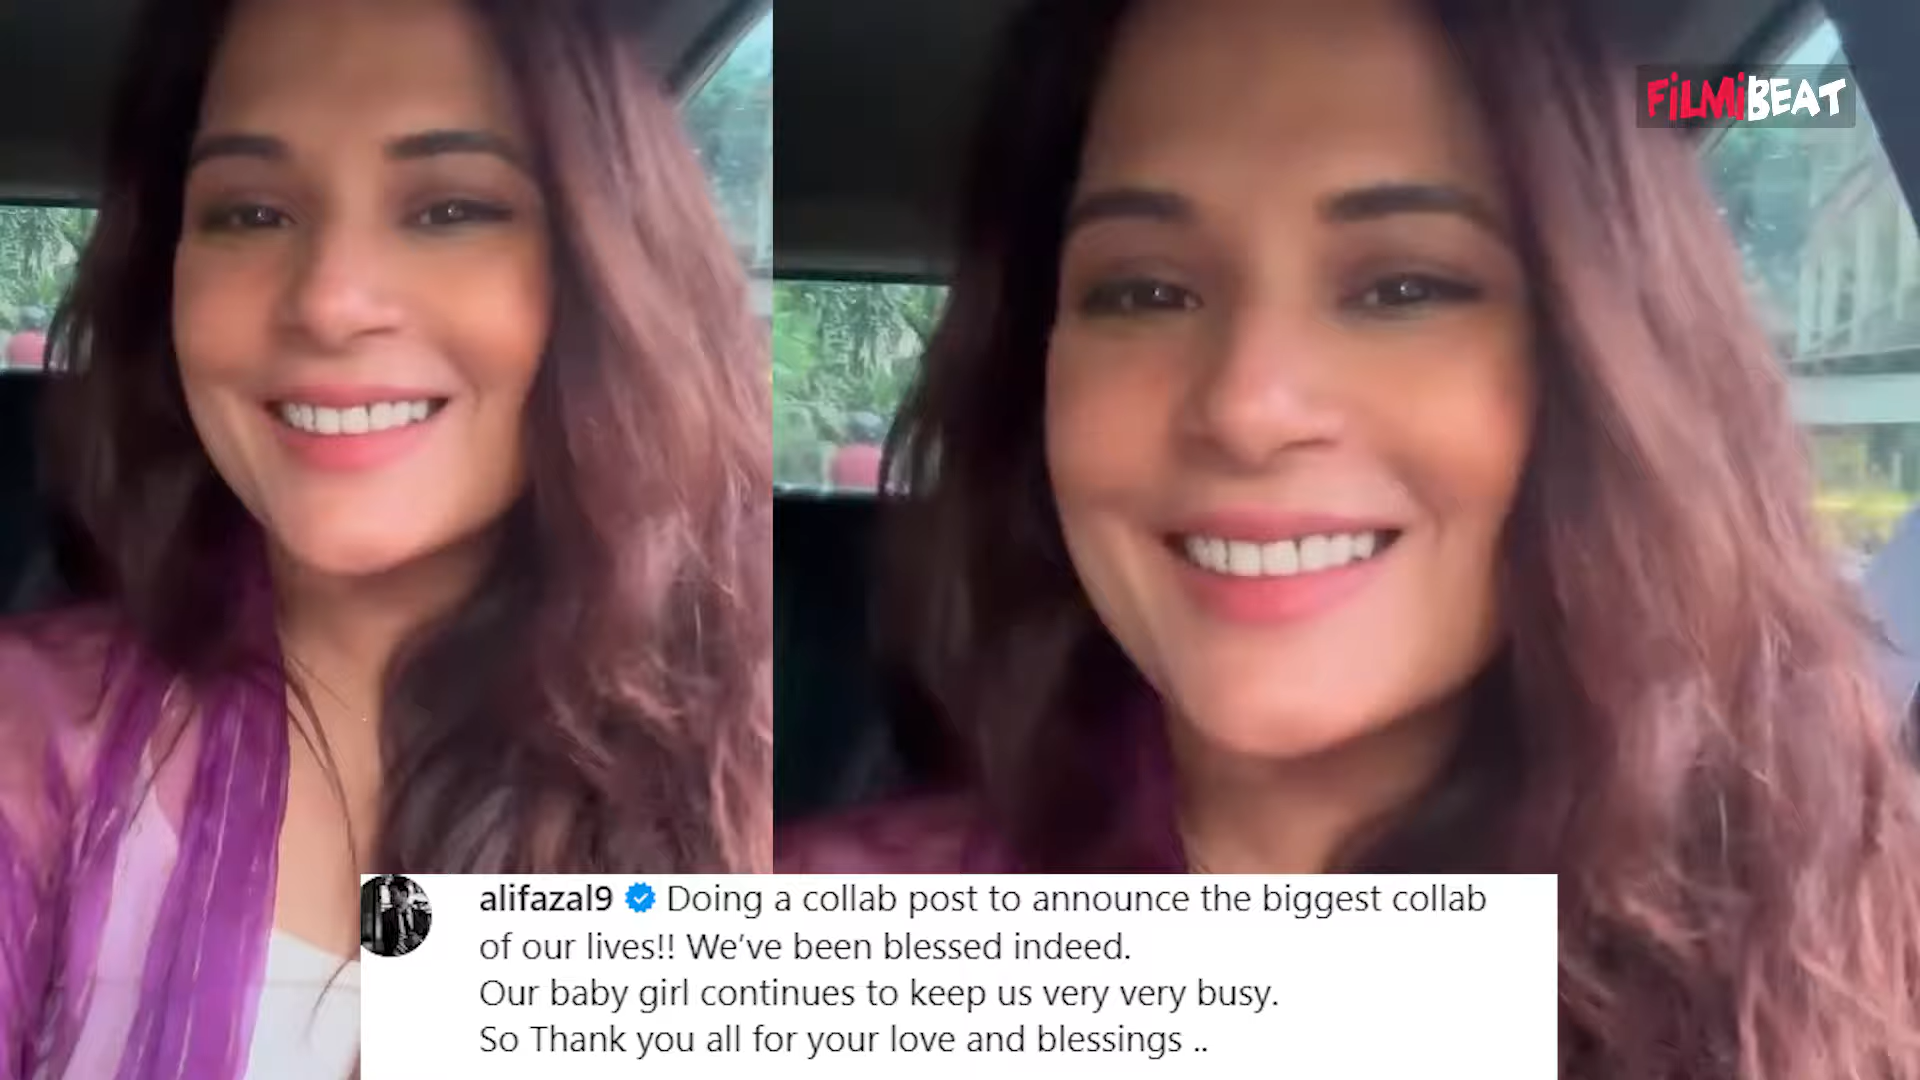 FiLMiBEAT
alifazal9 Doing a collab post to announce the biggest collab
of our lives!! We’ve been blessed indeed.
Our baby girl continues to keep us very very busy.
So Thank you all for your love and blessings ..